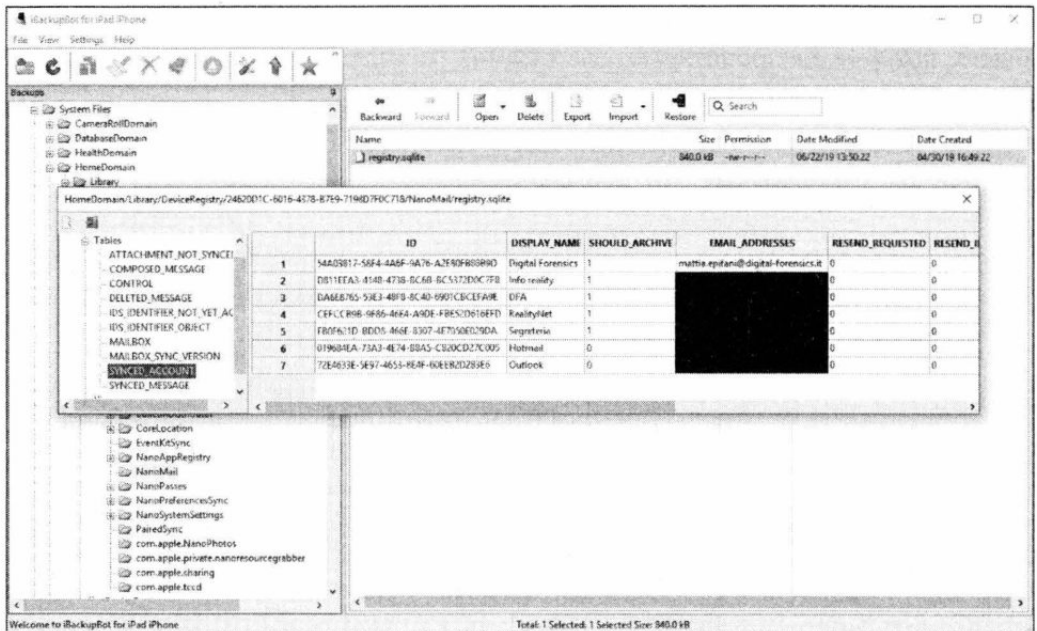 iBackupBot for iPad iPhone
File View Settings Help
Backups
System Files
CameraRollDomain
DatabaseDomain
HealthDomain
HomeDomain
Library
Backward Forward Open Delete Export Import Restore Search
Name Size Permission Date Modified Date Created
registry.sqlite 840.0 kB -rw-r--r-- 06/22/19 13:50:22 04/30/19 16:49:22
HomeDomain/Library/DeviceRegistry/24620D1C-6016-4378-B7E9-7198D7F0C718/NanoMail/registry.sqlite
Tables
ATTACHMENT_NOT_SYNCE
COMPOSED_MESSAGE
CONTROL
DELETED_MESSAGE
IDS_IDENTIFIER_NOT_YET_AC
IDS_IDENTIFIER_OBJECT
MAILBOX
MAILBOX_SYNC_VERSION
SYNCED_ACCOUNT
SYNCED_MESSAGE
ID DISPLAY_NAME SHOULD_ARCHIVE EMAIL_ADDRESSES RESEND_REQUESTED RESEND_I
1 Digital Forensics 1 mattia.epifani@digital-forensics.it 0
2 Info reality 1 0 0
3 DFA 1 0 0
4 RealityNet 1 0 0
5 Segreteria 1 0 0
6 Hotmail 0 0 0
7 Outlook 0 0 0
CoreLocation
EventKitSync
NanoAppRegistry
NanoMail
NanoPasses
NanoPreferencesSync
NanoSystemSettings
PairedSync
com.apple.NanoPhotos
com.apple.private.nanoresourcegrabber
com.apple.sharing
com.apple.tccd
Welcome to iBackupBot for iPad iPhone Total: 1 Selected: 1 Selected Size: 840.0 kB